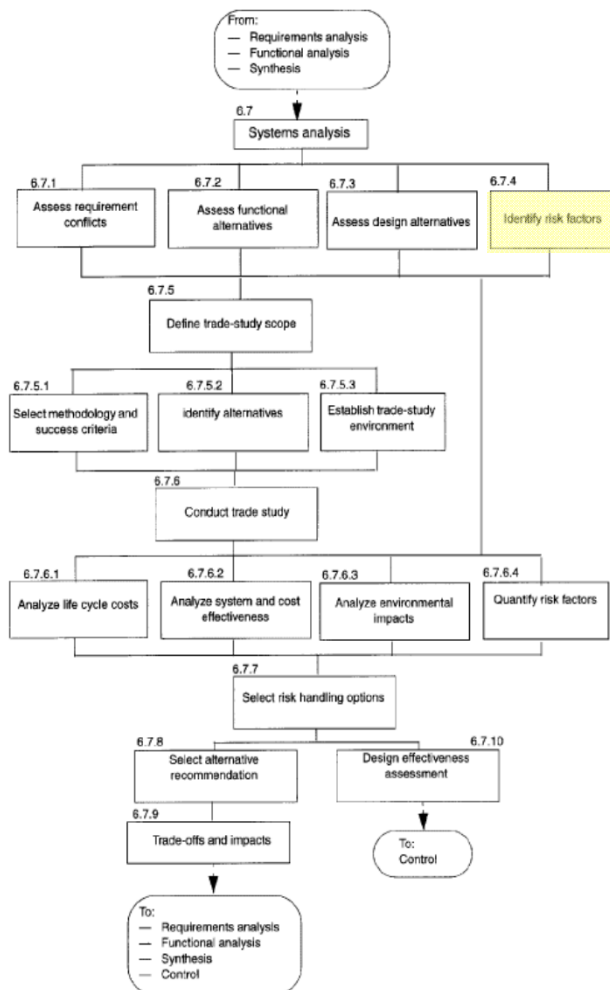 From:
— Requirements analysis
— Functional analysis
— Synthesis
6.7
Systems analysis
6.7.1
Assess requirement
conflicts
6.7.2
Assess functional
alternatives
6.7.3
Assess design alternatives
6.7.4
Identify risk factors
6.7.5
Define trade-study scope
6.7.5.1
Select methodology and
success criteria
6.7.5.2
identify alternatives
6.7.5.3
Establish trade-study
environment
6.7.6
Conduct trade study
6.7.6.1
Analyze life cycle costs
6.7.6.2
Analyze system and cost
effectiveness
6.7.6.3
Analyze environmental
impacts
6.7.6.4
Quantify risk factors
6.7.7
Select risk handling options
6.7.8
Select alternative
recommendation
6.7.10
Design effectiveness
assessment
6.7.9
Trade-offs and impacts
To:
Control
To:
— Requirements analysis
— Functional analysis
— Synthesis
— Control